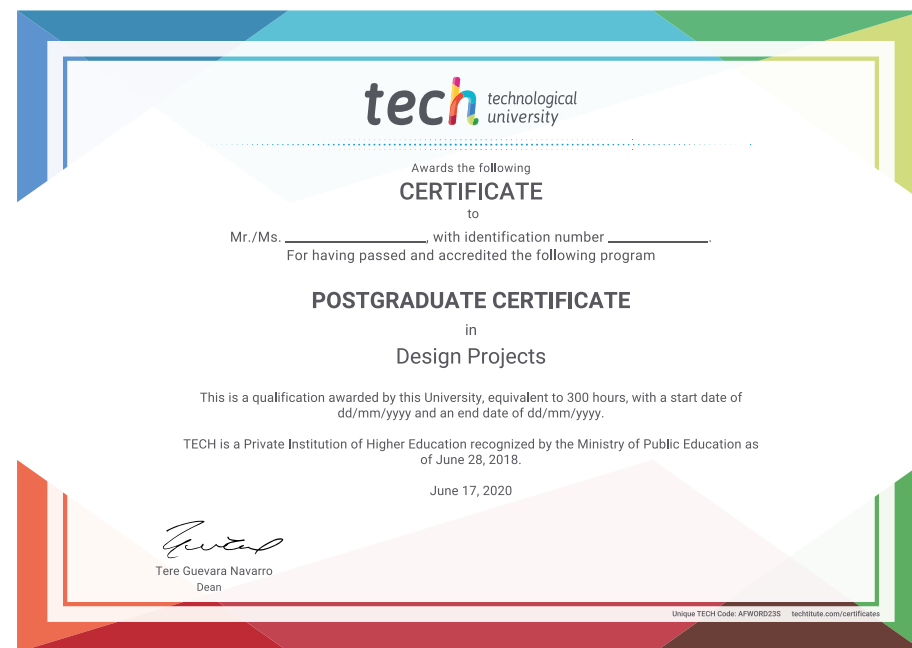 tech technological
university
Awards the following
CERTIFICATE
to
Mr./Ms. ____________________, with identification number ______________.
For having passed and accredited the following program
POSTGRADUATE CERTIFICATE
in
Design Projects
This is a qualification awarded by this University, equivalent to 300 hours, with a start date of
dd/mm/yyyy and an end date of dd/mm/yyyy.
TECH is a Private Institution of Higher Education recognized by the Ministry of Public Education as
of June 28, 2018.
June 17, 2020
Tere Guevara Navarro
Dean
Unique TECH Code: AFWORD23S techtitute.com/certificates